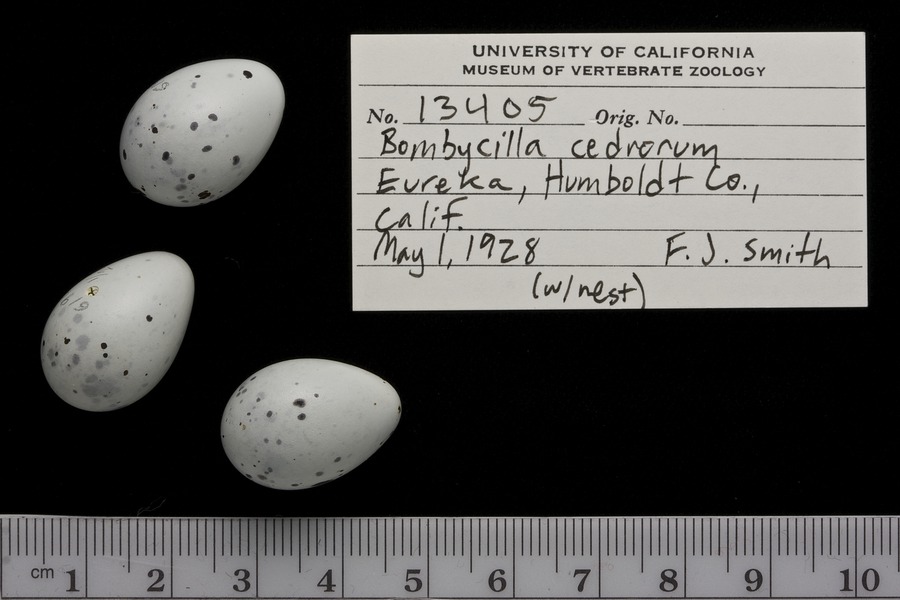 UNIVERSITY OF CALIFORNIA
MUSEUM OF VERTEBRATE ZOOLOGY
No. 13405 Orig. No.
Bombycilla cedrorum
Eureka, Humboldt Co.,
Calif.
May 1, 1928 F. J. Smith
(w/nest)
cm 1 2 3 4 5 6 7 8 9 10